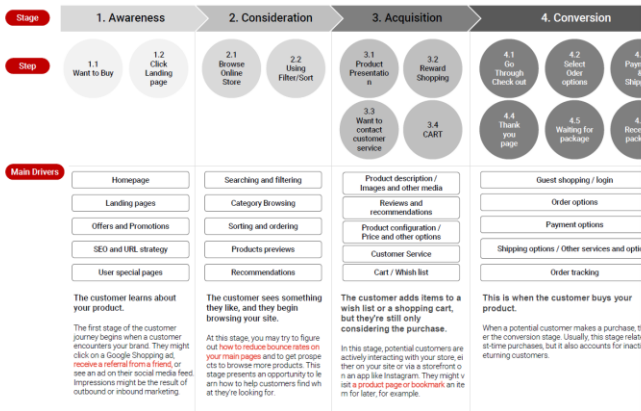 Stage
1. Awareness
2. Consideration
3. Acquisition
4. Conversion
Step
1.1
Want to Buy
1.2
Click
Landing
page
2.1
Browse
Online
Store
2.2
Using
Filter/Sort
3.1
Product
Presentatio
n
3.2
Reward
Shopping
3.3
Want to
contact
customer
service
3.4
CART
4.1
Go
Through
Check out
4.2
Select
Oder
options
4.4
Thank
you
page
4.5
Waiting for
package
Main Drivers
Homepage
Landing pages
Offers and Promotions
SEO and URL strategy
User special pages
Searching and filtering
Category Browsing
Sorting and ordering
Products previews
Recommendations
Product description /
Images and other media
Reviews and
recommendations
Product configuration /
Price and other options
Customer Service
Cart / Whish list
Guest shopping / login
Order options
Payment options
Shipping options / Other services and optio
Order tracking
The customer learns about
your product.
The first stage of the customer
journey begins when a customer
encounters your brand. They might
click on a Google Shopping ad,
receive a referral from a friend, or
see an ad on their social media feed.
Impressions might be the result of
outbound or inbound marketing.
The customer sees something
they like, and they begin
browsing your site.
At this stage, you may try to figure
out how to reduce bounce rates on
your main pages and to get prospe
cts to browse more products. This
stage presents an opportunity to le
arn how to help customers find wh
at they're looking for.
The customer adds items to a
wish list or a shopping cart,
but they're still only
considering the purchase.
In this stage, potential customers are
actively interacting with your store, ei
ther on your site or via a storefront o
n an app like Instagram. They might v
isit a product page or bookmark an ite
m for later, for example.
This is when the customer buys your
product.
When a potential customer makes a purchase, th
er the conversion stage. Usually, this stage relate
st-time purchases, but it also accounts for inacti
eturning customers.